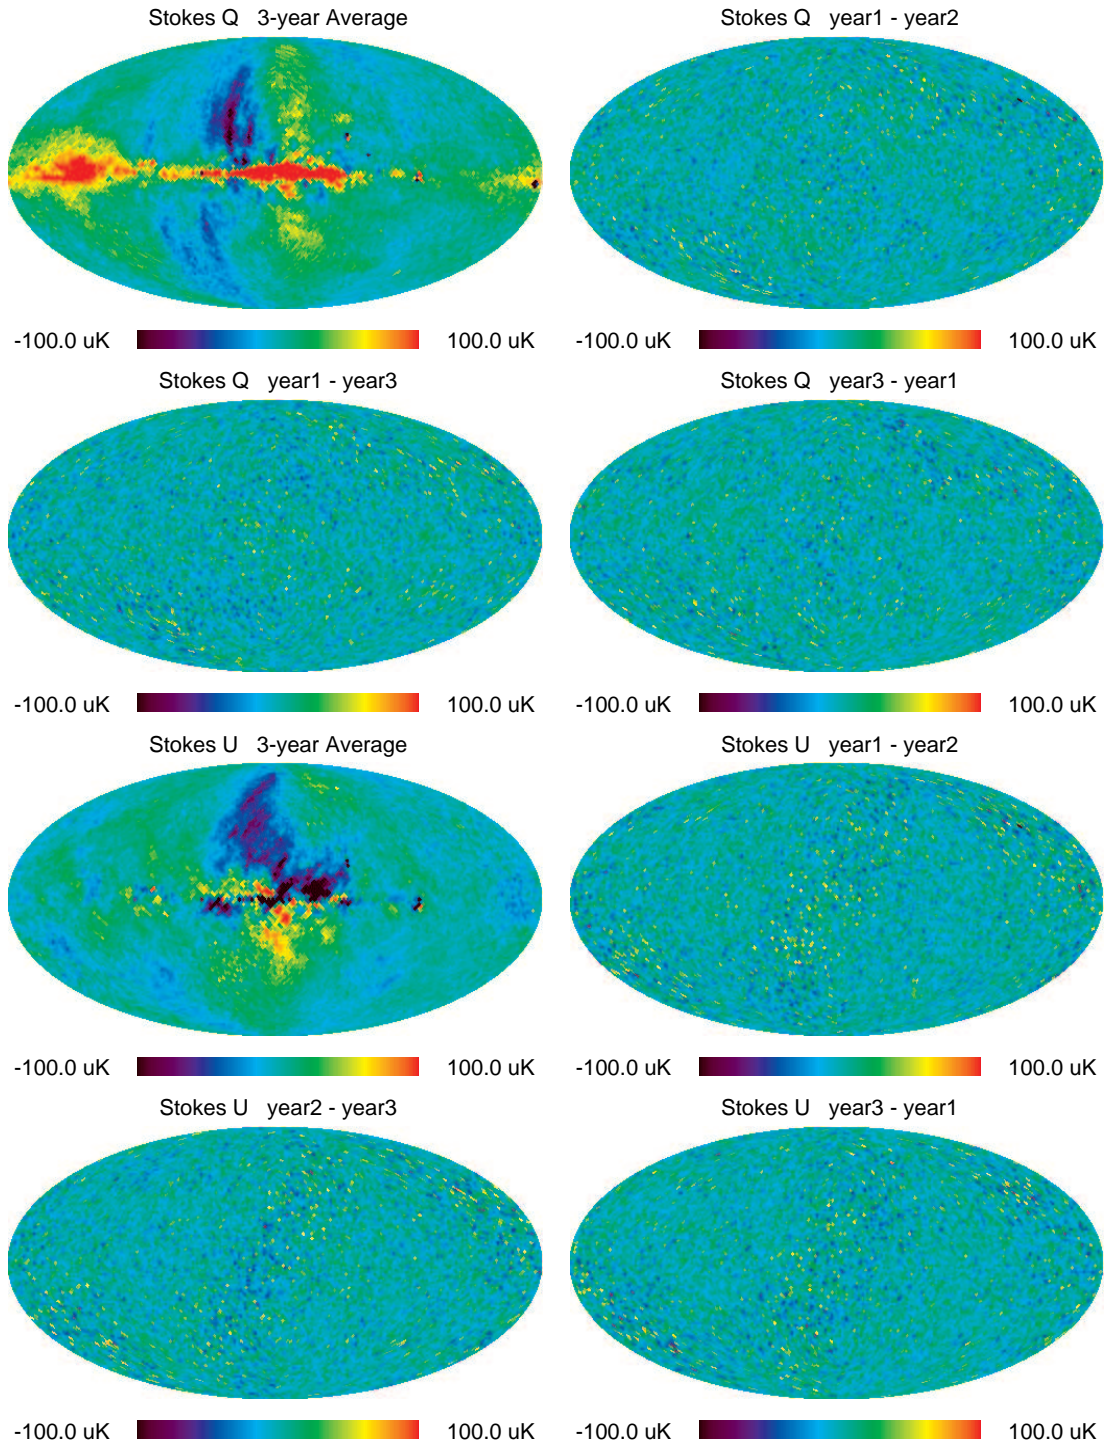 Stokes Q 3-year Average
Stokes Q year1 - year2
-100.0 uK 100.0 uK
-100.0 uK 100.0 uK
Stokes Q year1 - year3
Stokes Q year3 - year1
-100.0 uK 100.0 uK
-100.0 uK 100.0 uK
Stokes U 3-year Average
Stokes U year1 - year2
-100.0 uK 100.0 uK
-100.0 uK 100.0 uK
Stokes U year2 - year3
Stokes U year3 - year1
-100.0 uK 100.0 uK
-100.0 uK 100.0 uK